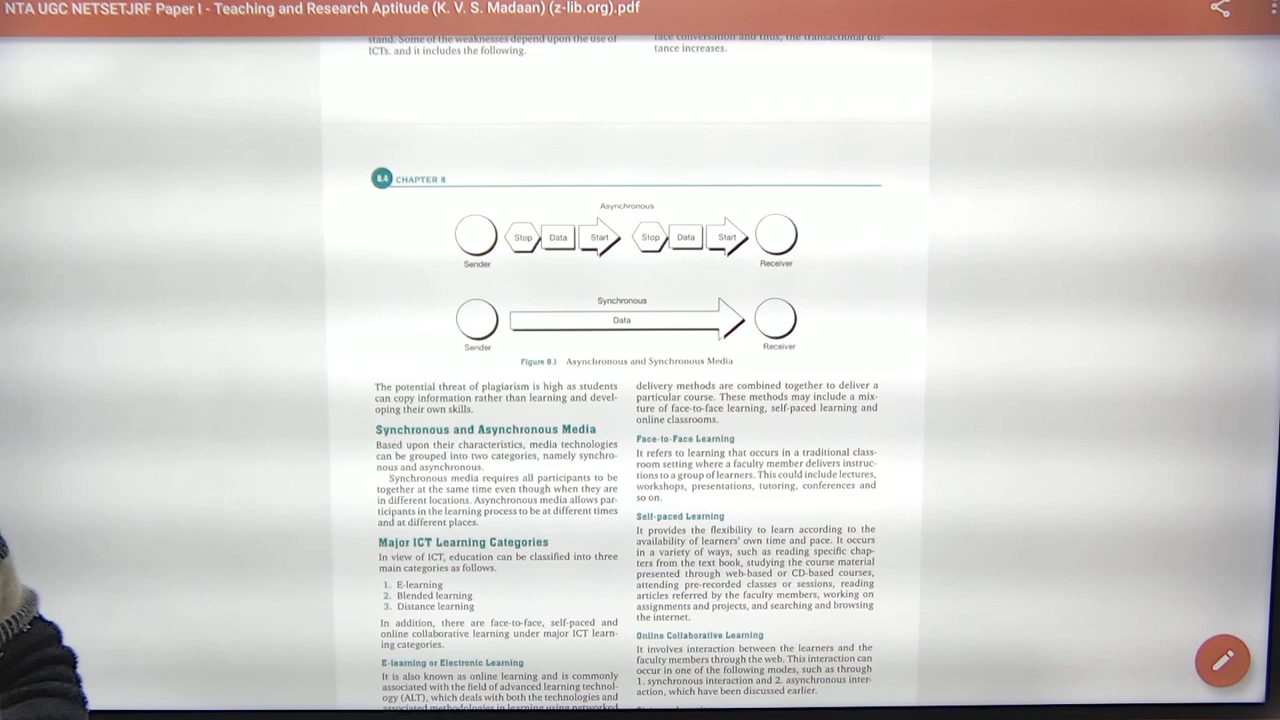 NTA UGC NETSETJRF Paper I - Teaching and Research Aptitude (K. V. S. Madaan) (z-lib.org).pdf
stand. Some of the weaknesses depend upon the use of
ICTs. and it includes the following.
face conversation and thus, the transactional dis-
tance increases.
8.4 CHAPTER 8
Asynchronous
Stop Data Start Stop Data Start
Sender Receiver
Synchronous
Data
Sender Receiver
Figure 8.1 Asynchronous and Synchronous Media
The potential threat of plagiarism is high as students
can copy information rather than learning and devel-
oping their own skills.
Synchronous and Asynchronous Media
Based upon their characteristics, media technologies
can be grouped into two categories, namely synchro-
nous and asynchronous.
Synchronous media requires all participants to be
together at the same time even though when they are
in different locations. Asynchronous media allows par-
ticipants in the learning process to be at different times
and at different places.
Major ICT Learning Categories
In view of ICT, education can be classified into three
main categories as follows.
1. E-learning
2. Blended learning
3. Distance learning
In addition, there are face-to-face, self-paced and
online collaborative learning under major ICT learn-
ing categories.
E-learning or Electronic Learning
It is also known as online learning and is commonly
associated with the field of advanced learning technol-
ogy (ALT), which deals with both the technologies and
associated methodologies in learning using networked
delivery methods are combined together to deliver a
particular course. These methods may include a mix-
ture of face-to-face learning, self-paced learning and
online classrooms.
Face-to-Face Learning
It refers to learning that occurs in a traditional class-
room setting where a faculty member delivers instruc-
tions to a group of learners. This could include lectures,
workshops, presentations, tutoring, conferences and
so on.
Self-paced Learning
It provides the flexibility to learn according to the
availability of learners' own time and pace. It occurs
in a variety of ways, such as reading specific chap-
ters from the text book, studying the course material
presented through web-based or CD-based courses,
attending pre-recorded classes or sessions, reading
articles referred by the faculty members, working on
assignments and projects, and searching and browsing
the internet.
Online Collaborative Learning
It involves interaction between the learners and the
faculty members through the web. This interaction can
occur in one of the following modes, such as through
1. synchronous interaction and 2. asynchronous inter-
action, which have been discussed earlier.